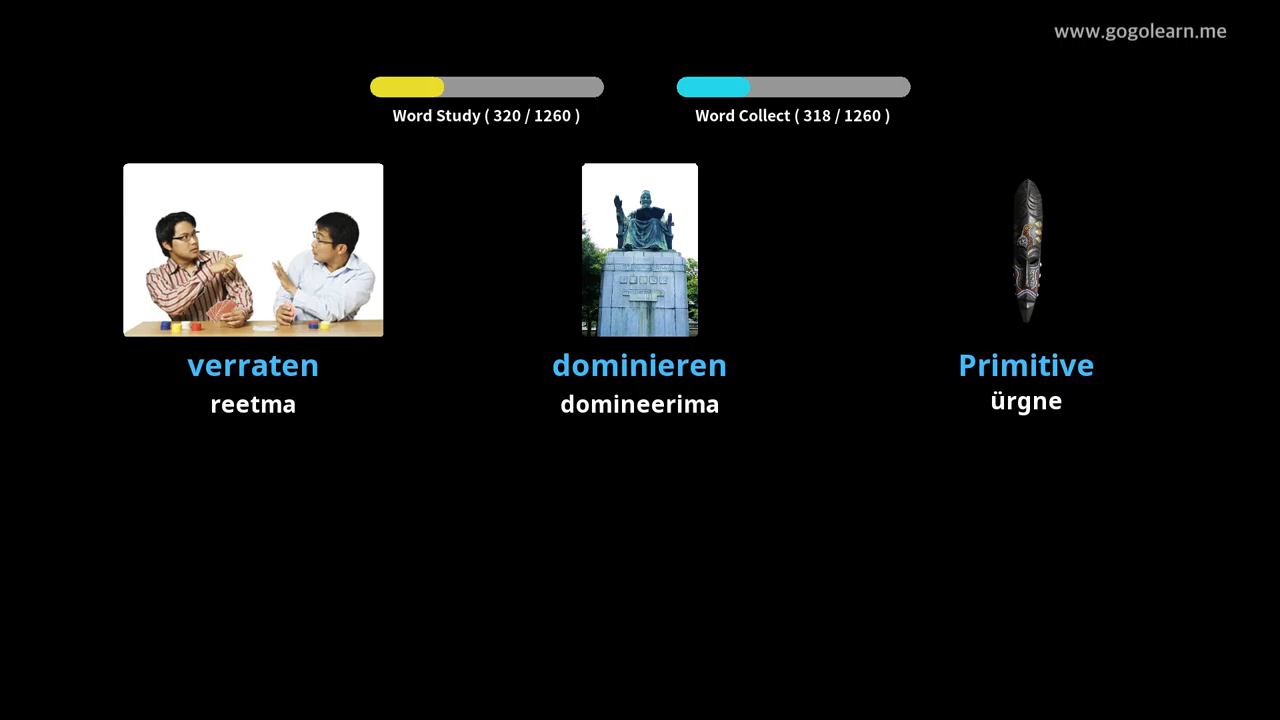 www.gogolearn.me
Word Study ( 320 / 1260 )
Word Collect ( 318 / 1260 )
verraten
reetma
dominieren
domineerima
Primitive
ürgne